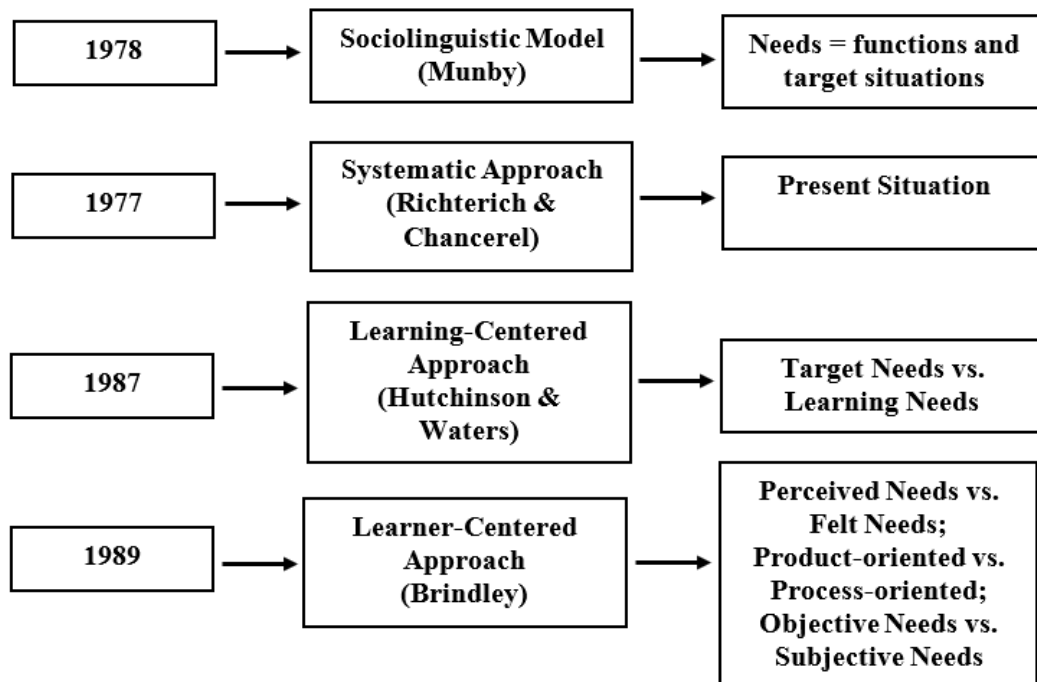 1978
Sociolinguistic Model
(Munby)
Needs = functions and
target situations
1977
Systematic Approach
(Richterich &
Chancerel)
Present Situation
1987
Learning-Centered
Approach
(Hutchinson &
Waters)
Target Needs vs.
Learning Needs
1989
Learner-Centered
Approach
(Brindley)
Perceived Needs vs.
Felt Needs;
Product-oriented vs.
Process-oriented;
Objective Needs vs.
Subjective Needs